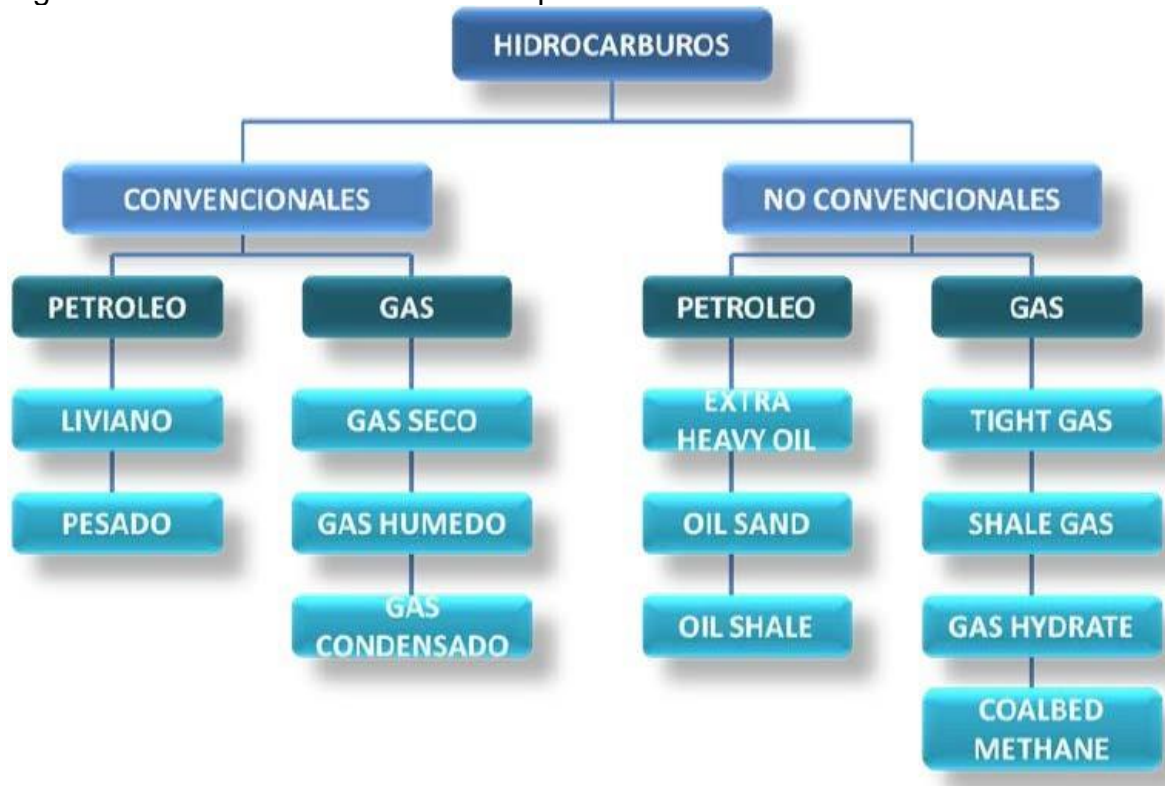 HIDROCARBUROS
CONVENCIONALES
NO CONVENCIONALES
PETROLEO
GAS
PETROLEO
GAS
LIVIANO
GAS SECO
EXTRA
HEAVY OIL
TIGHT GAS
PESADO
GAS HUMEDO
OIL SAND
SHALE GAS
GAS
CONDENSADO
OIL SHALE
GAS HYDRATE
COALBED
METHANE